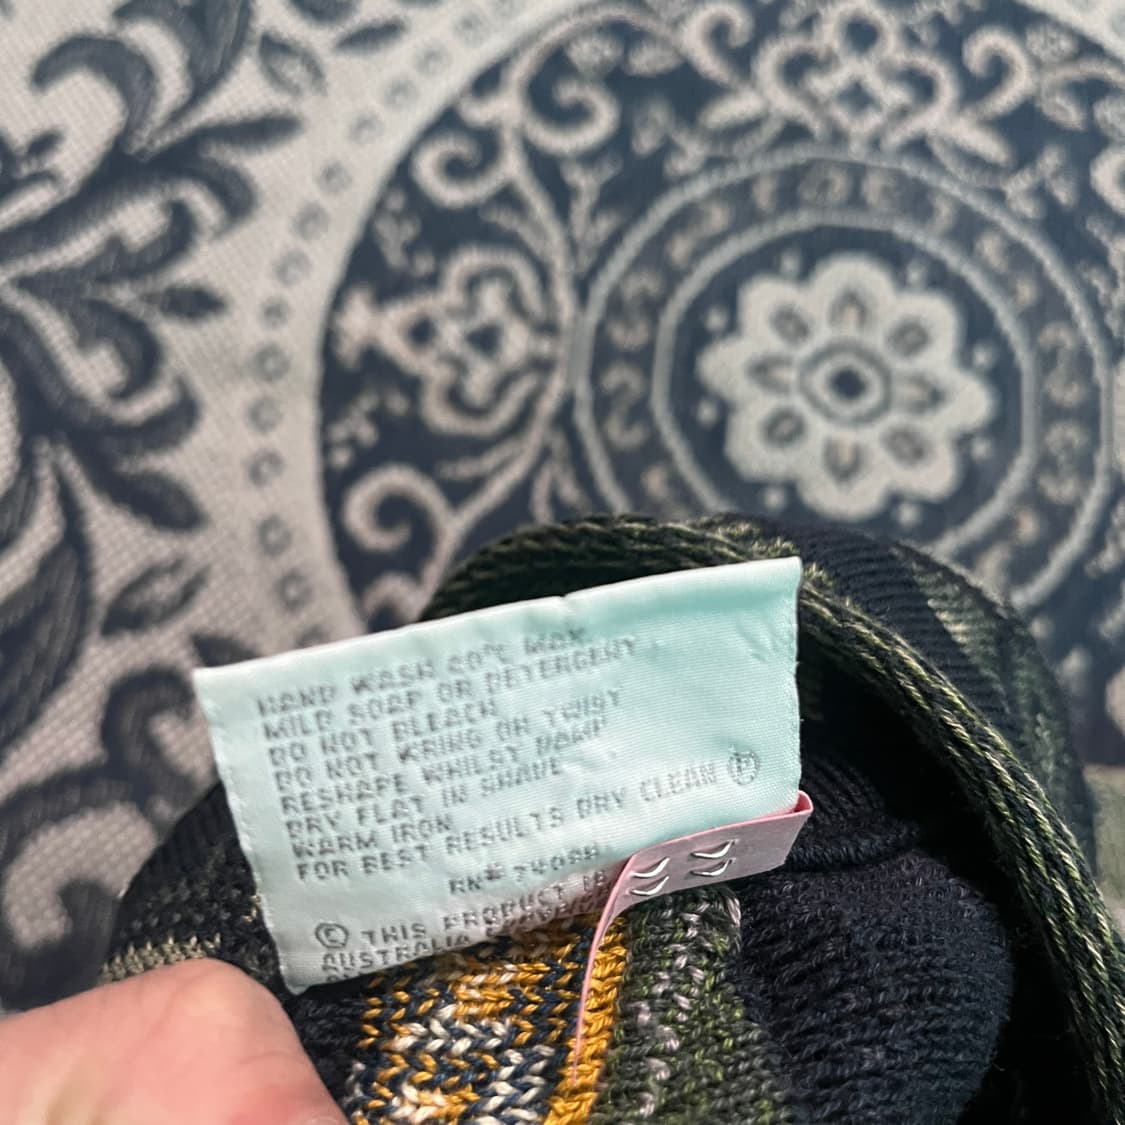 HAND WASH 40°C MAX.
MILD SOAP OR DETERGENT.
DO NOT BLEACH
DO NOT WRING OR TWIST
RESHAPE WHILST DAMP
DRY FLAT IN SHADE
WARM IRON
FOR BEST RESULTS DRY CLEAN Ⓟ
RN#
© THIS PRODUCT
AUSTRALIA